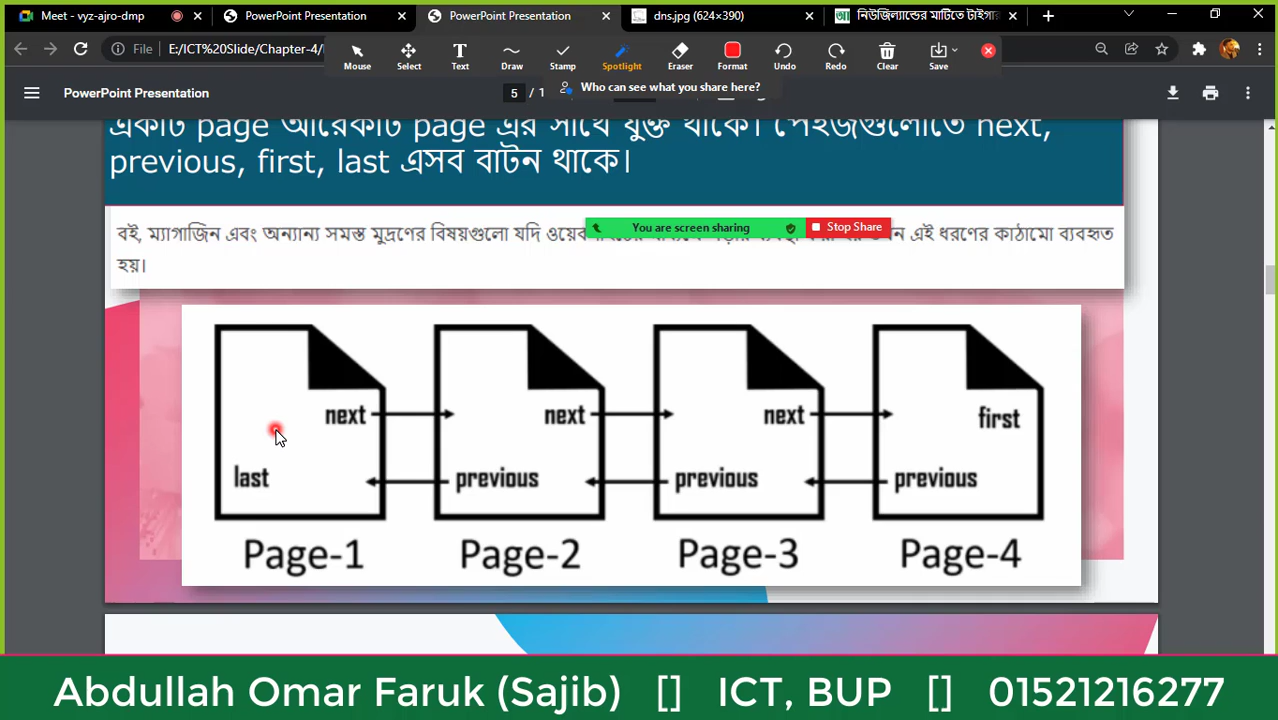 Meet - vyz-ajro-dmp
PowerPoint Presentation
PowerPoint Presentation
dns.jpg (624×390)
নিউজিল্যান্ডের মাটিতে টাইগার
File E:/ICT%20Slide/Chapter-4/
Mouse Select Text Draw Stamp Spotlight Eraser Format Undo Redo Clear Save
Who can see what you share here?
PowerPoint Presentation
5 / 1
একটি page আরেকটি page এর সাথে যুক্ত থাকে। পেইজগুলোতে next,
previous, first, last এসব বাটন থাকে।
You are screen sharing Stop Share
বই, ম্যাগাজিন এবং অন্যান্য সমস্ত মুদ্রণের বিষয়গুলো যদি এই ধরণের কাঠামো ব্যবহৃত
হয়।
next next next first
last previous previous previous
Page-1 Page-2 Page-3 Page-4
Abdullah Omar Faruk (Sajib) [] ICT, BUP [] 01521216277